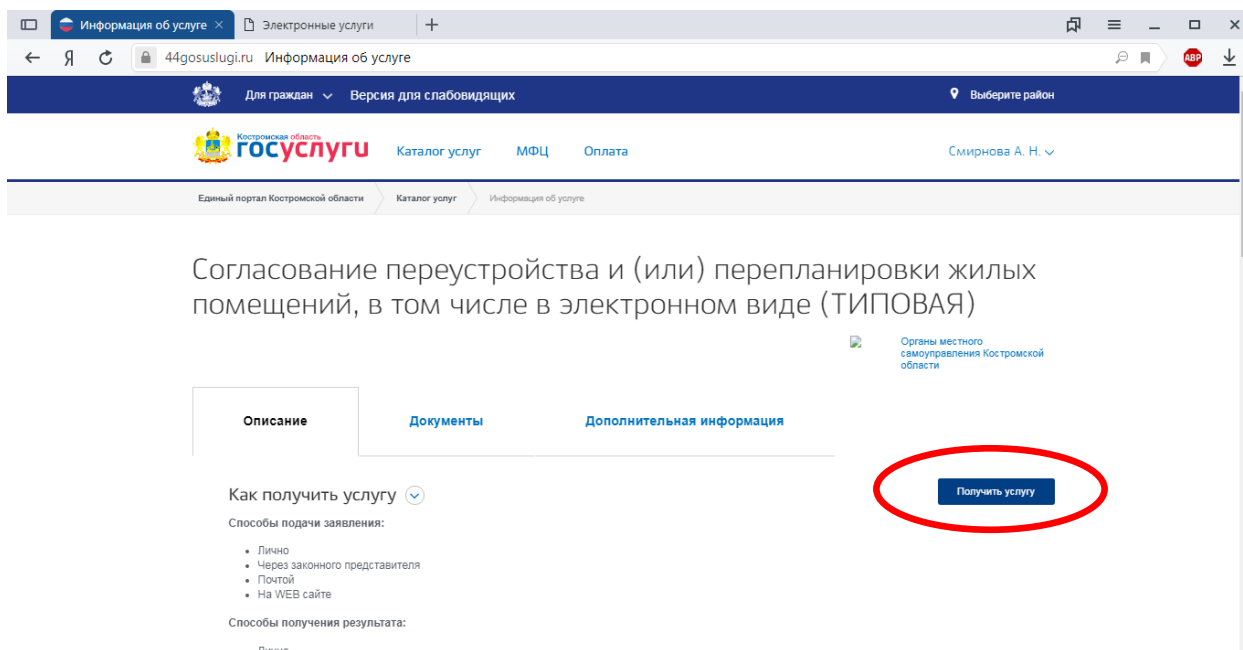 Информация об услуге
Электронные услуги
Я
44gosuslugi.ru Информация об услуге
ABP
Для граждан
Версия для слабовидящих
Выберите район
Костромская область
госуслуги
Каталог услуг
МФЦ
Оплата
Смирнова А. Н.
Единый портал Костромской области
Каталог услуг
Информация об услуге
Согласование переустройства и (или) перепланировки жилых
помещений, в том числе в электронном виде (ТИПОВАЯ)
Органы местного
самоуправления Костромской
области
Описание
Документы
Дополнительная информация
Как получить услугу
Получить услугу
Способы подачи заявления:
Лично
Через законного представителя
Почтой
На WEB сайте
Способы получения результата: